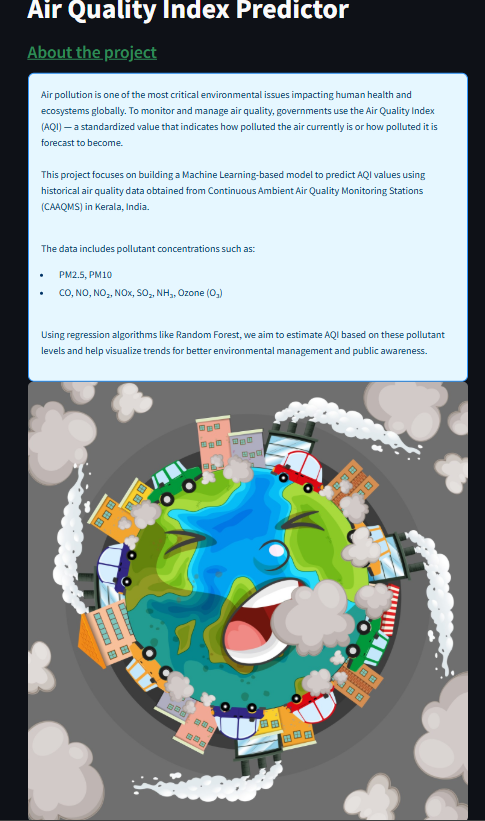 Air Quality Index Predictor
About the project
Air pollution is one of the most critical environmental issues impacting human health and
ecosystems globally. To monitor and manage air quality, governments use the Air Quality Index
(AQI) — a standardized value that indicates how polluted the air currently is or how polluted it is
forecast to become.
This project focuses on building a Machine Learning-based model to predict AQI values using
historical air quality data obtained from Continuous Ambient Air Quality Monitoring Stations
(CAAQMS) in Kerala, India.
The data includes pollutant concentrations such as:
• PM2.5, PM10
• CO, NO, NO₂, NOx, SO₂, NH₃, Ozone (O₃)
Using regression algorithms like Random Forest, we aim to estimate AQI based on these pollutant
levels and help visualize trends for better environmental management and public awareness.